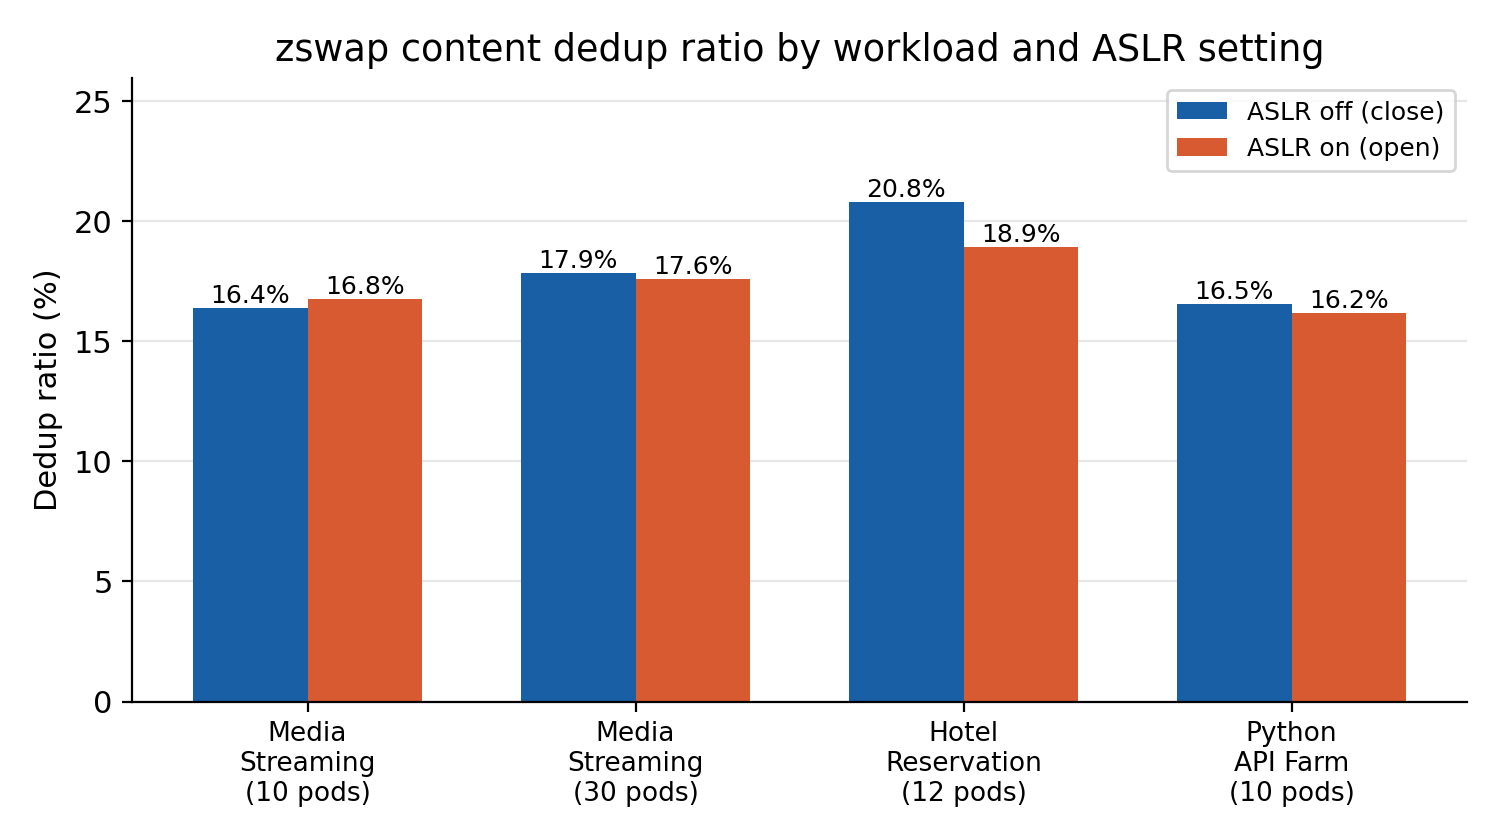 zswap content dedup ratio by workload and ASLR setting
ASLR off (close)
ASLR on (open)
Dedup ratio (%)
25
20
15
10
5
0
16.4%
16.8%
17.9%
17.6%
20.8%
18.9%
16.5%
16.2%
Media
Streaming
(10 pods)
Media
Streaming
(30 pods)
Hotel
Reservation
(12 pods)
Python
API Farm
(10 pods)